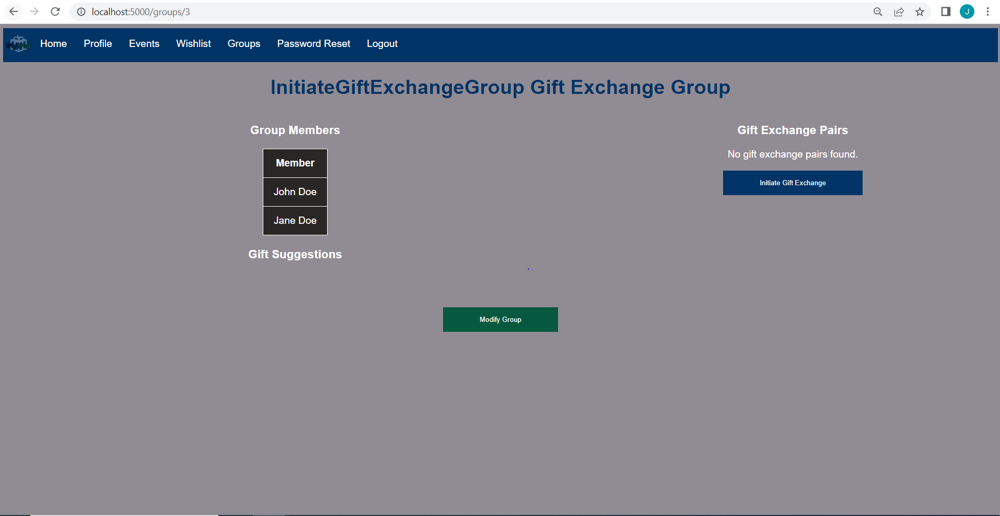 localhost:5000/groups/3
J
Home Profile Events Wishlist Groups Password Reset Logout
InitiateGiftExchangeGroup Gift Exchange Group
Group Members
Member
John Doe
Jane Doe
Gift Suggestions
Gift Exchange Pairs
No gift exchange pairs found.
Initiate Gift Exchange
Modify Group